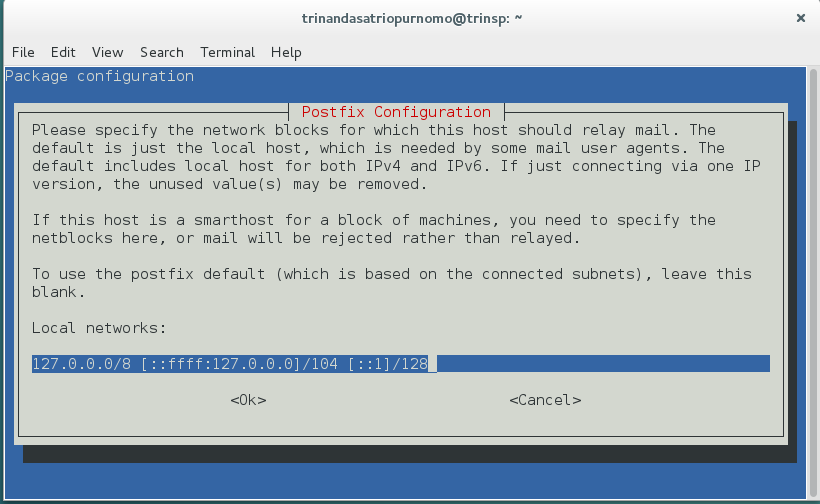 trinandasatriopurnomo@trinsp: ~ ×
File Edit View Search Terminal Help
Package configuration
Postfix Configuration
Please specify the network blocks for which this host should relay mail. The
default is just the local host, which is needed by some mail user agents. The
default includes local host for both IPv4 and IPv6. If just connecting via one IP
version, the unused value(s) may be removed.
If this host is a smarthost for a block of machines, you need to specify the
netblocks here, or mail will be rejected rather than relayed.
To use the postfix default (which is based on the connected subnets), leave this
blank.
Local networks:
127.0.0.0/8 [::ffff:127.0.0.0]/104 [::1]/128
<Ok> <Cancel>